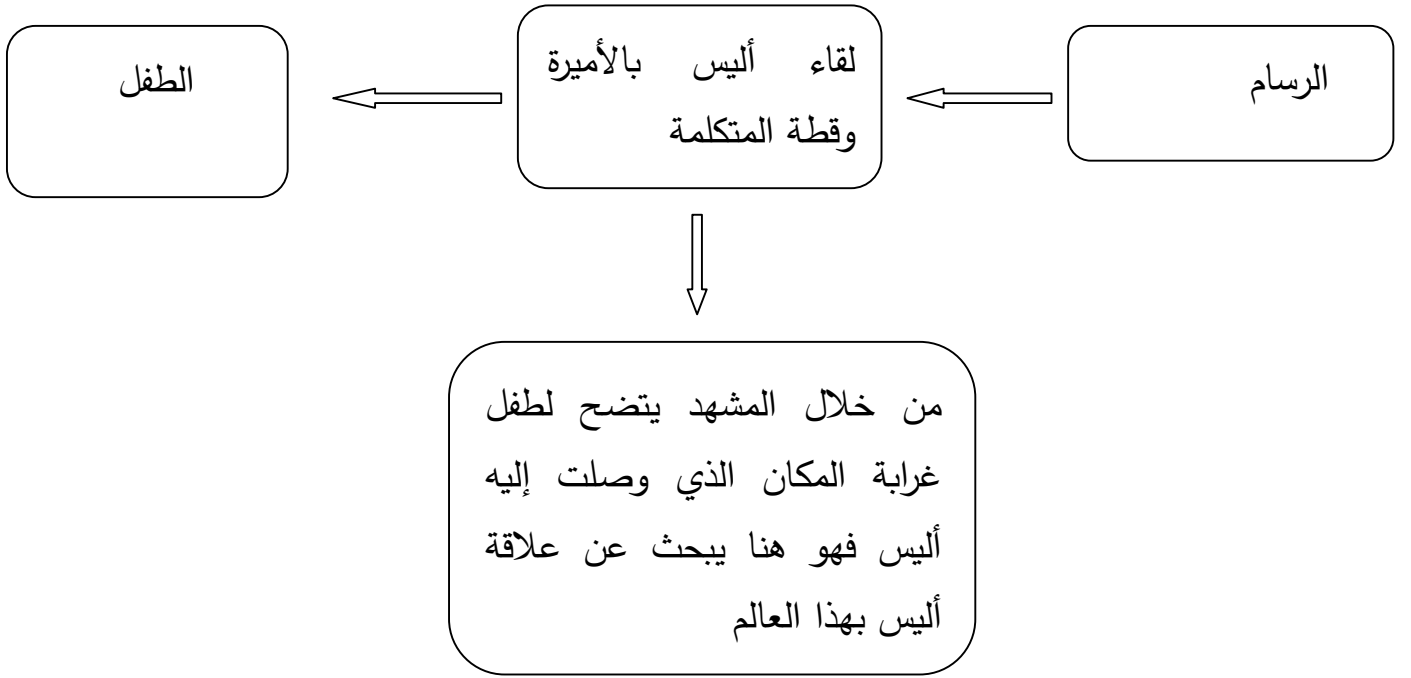 الرسام
لقاء أليس بالأميرة
وقطة المتكلمة
الطفل
من خلال المشهد يتضح لطفل
غرابة المكان الذي وصلت إليه
أليس فهو هنا يبحث عن علاقة
أليس بهذا العالم